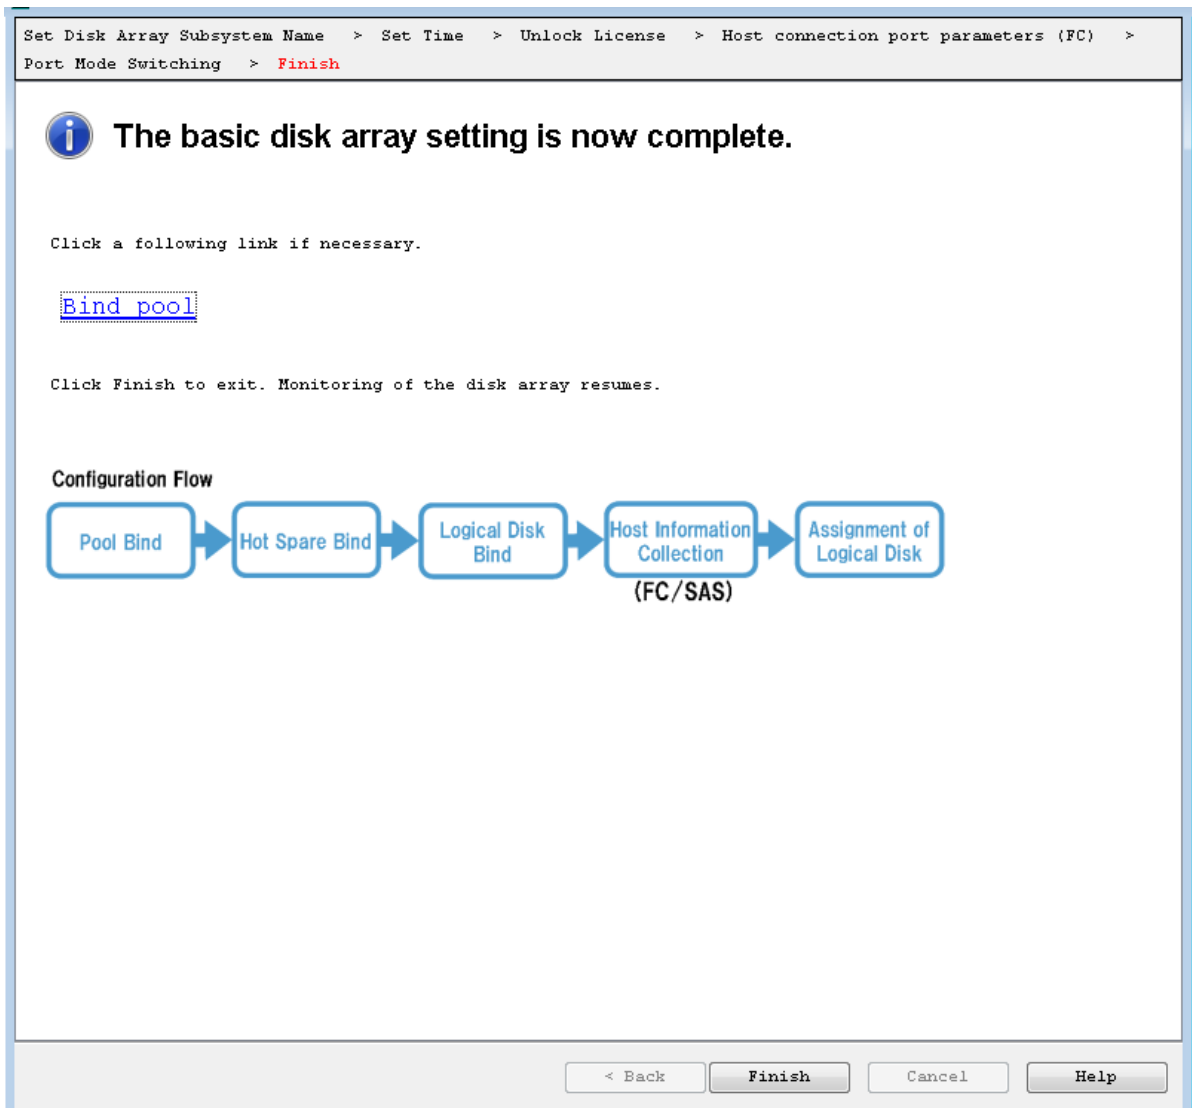 Set Disk Array Subsystem Name > Set Time > Unlock License > Host connection port parameters (FC) >
Port Mode Switching > Finish
The basic disk array setting is now complete.
Click a following link if necessary.
Bind pool
Click Finish to exit. Monitoring of the disk array resumes.
Configuration Flow
Pool Bind
Hot Spare Bind
Logical Disk
Bind
Host Information
Collection
(FC/SAS)
Assignment of
Logical Disk
< Back
Finish
Cancel
Help